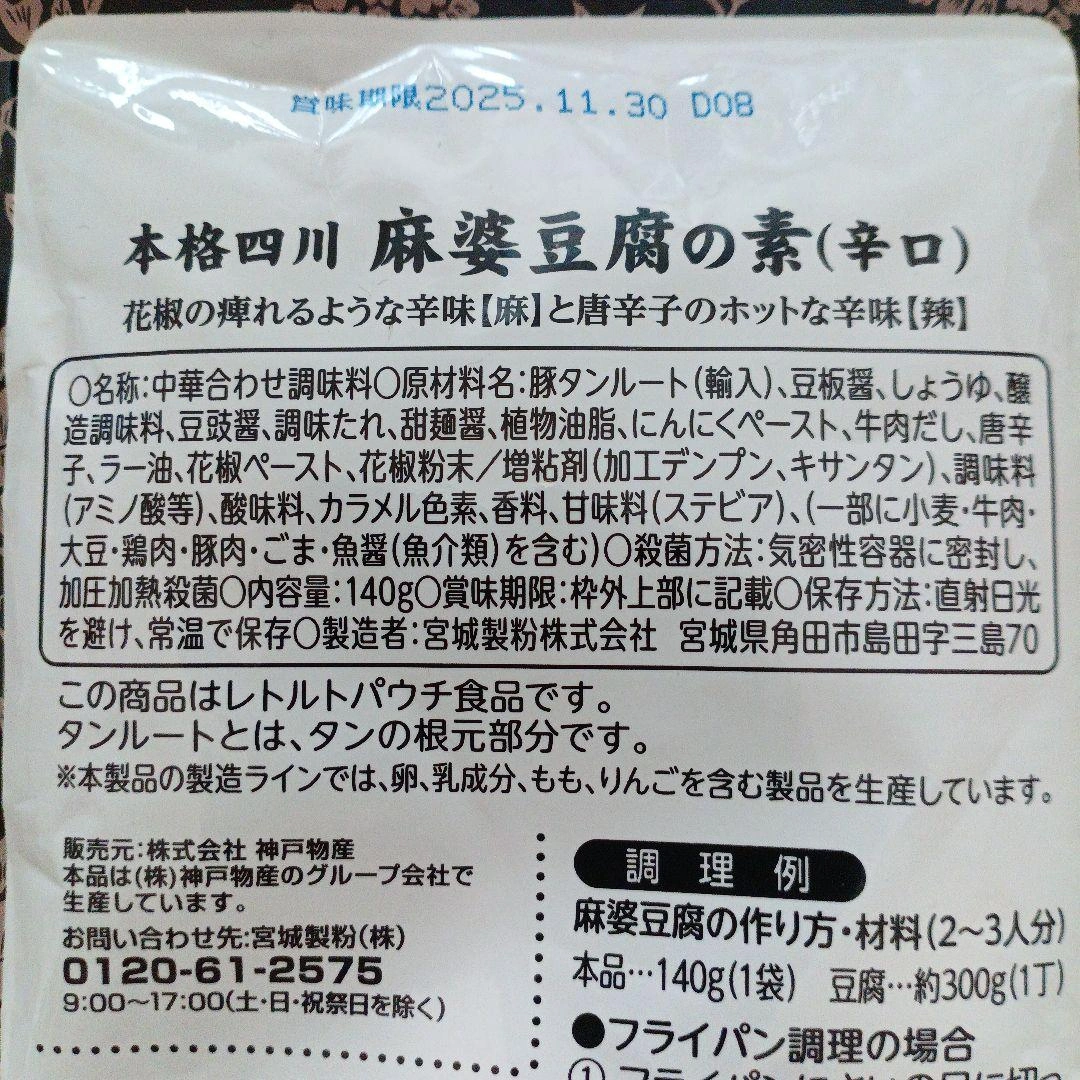 賞味期限2025.11.30 D08
本格四川 麻婆豆腐の素(辛口)
花椒の痺れるような辛味【麻】と唐辛子のホットな辛味【辣】
○名称:中華合わせ調味料○原材料名:豚タンルート(輸入)、豆板醤、しょうゆ、醸
造調味料、豆豉醤、調味たれ、甜麺醤、植物油脂、にんにくペースト、牛肉だし、唐辛
子、ラー油、花椒ペースト、花椒粉末/増粘剤(加工デンプン、キサンタン)、調味料
(アミノ酸等)、酸味料、カラメル色素、香料、甘味料(ステビア)、(一部に小麦・牛肉・
大豆・鶏肉・豚肉・ごま・魚醤(魚介類)を含む)○殺菌方法:気密性容器に密封し、
加圧加熱殺菌○内容量:140g○賞味期限:枠外上部に記載○保存方法:直射日光
を避け、常温で保存○製造者:宮城製粉株式会社 宮城県角田市島田字三島70
この商品はレトルトパウチ食品です。
タンルートとは、タンの根元部分です。
※本製品の製造ラインでは、卵、乳成分、もも、りんごを含む製品を生産しています。
販売元:株式会社 神戸物産
本品は(株)神戸物産のグループ会社で
生産しています。
お問い合わせ先:宮城製粉(株)
0120-61-2575
9:00〜17:00(土・日・祝祭日を除く)
調理例
麻婆豆腐の作り方・材料(2〜3人分)
本品…140g(1袋) 豆腐…約300g(1丁)
●フライパン調理の場合
① フライパンにさいの目に切っ